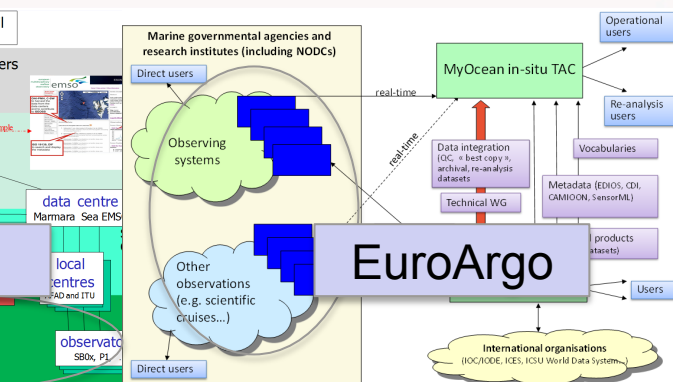 Marine governmental agencies and
research institutes (including NODCs)
Direct users
Observing
systems
Other
observations
(e.g. scientific
cruises...)
Direct users
real-time
real-time
MyOcean in-situ TAC
Operational
users
Re-analysis
users
Data integration
(QC, « best copy »,
archival, re-analysis
datasets
Technical WG
Vocabularies
Metadata (EDIOS, CDI,
CAMIOON, SensorML)
products
Users
EuroArgo
International organisations
(IOC/IODE, ICES, ICSU World Data System...)
emso
data centre
Marmara Sea EMS
local
entres
FAD and ITU
observato
SB0x, P1
ers